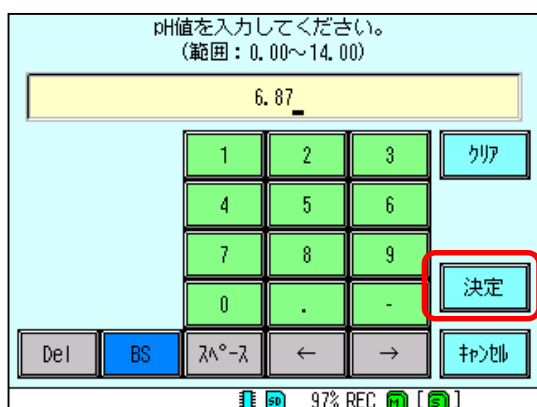 pH値を入力してください。
(範囲：0.00～14.00)
6.87_
1 2 3 ｸﾘｱ
4 5 6
7 8 9
0 . - 決定
Del BS ｽﾍﾟｰｽ ← → ｷｬﾝｾﾙ
SD 97% REC M [S]